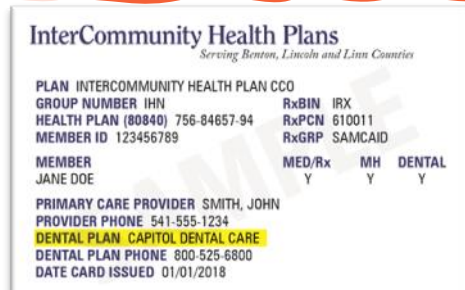 InterCommunity Health Plans
Serving Benton, Lincoln and Linn Counties
PLAN INTERCOMMUNITY HEALTH PLAN CCO
GROUP NUMBER IHN RxBIN IRX
HEALTH PLAN (80840) 756-84657-94 RxPCN 610011
MEMBER ID 123456789 RxGRP SAMCAID
MEMBER MED/Rx MH DENTAL
JANE DOE Y Y Y
PRIMARY CARE PROVIDER SMITH, JOHN
PROVIDER PHONE 541-555-1234
DENTAL PLAN CAPITOL DENTAL CARE
DENTAL PLAN PHONE 800-525-6800
DATE CARD ISSUED 01/01/2018
SAMPLE